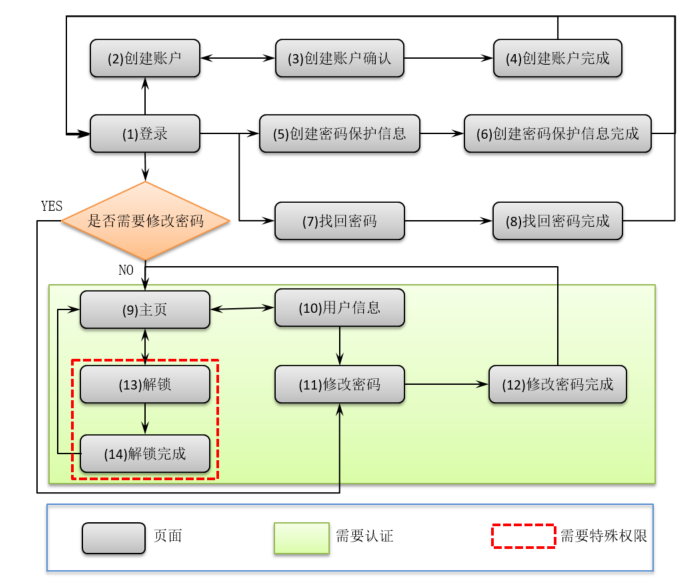 (2)创建账户
(3)创建账户确认
(4)创建账户完成
(1)登录
(5)创建密码保护信息
(6)创建密码保护信息完成
YES
是否需要修改密码
(7)找回密码
(8)找回密码完成
NO
(9)主页
(10)用户信息
(13)解锁
(11)修改密码
(12)修改密码完成
(14)解锁完成
页面
需要认证
需要特殊权限